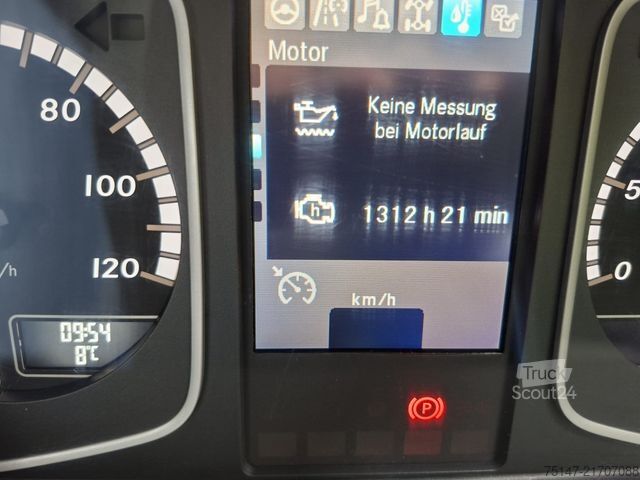 Motor
80
Keine Messung
bei Motorlauf
100
h
1312 h 21 min
120
/h
km/h
09:54
8°C
5
0
P
Truck
Scout24
75147-21707088